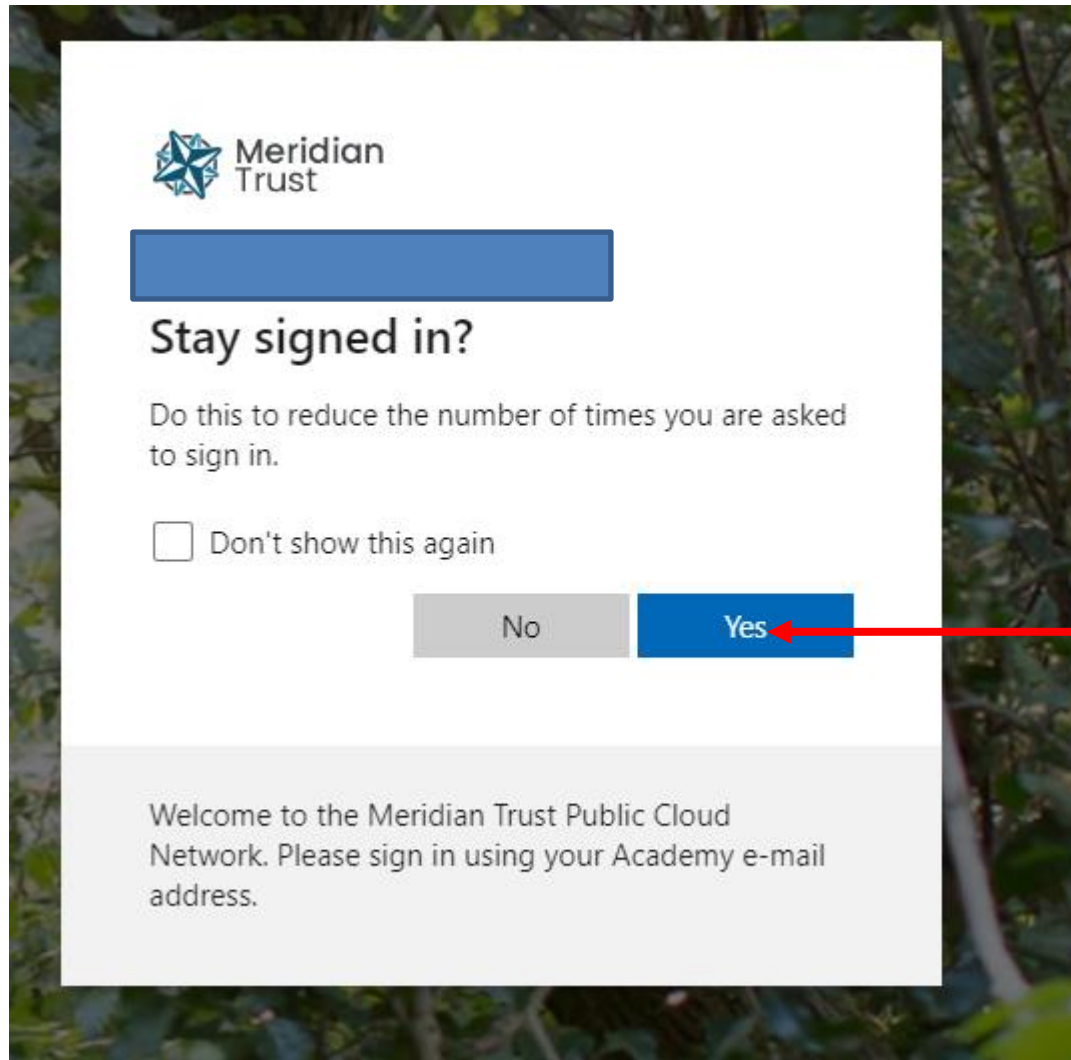 Meridian
Trust
Stay signed in?
Do this to reduce the number of times you are asked
to sign in.
Don't show this again
No
Yes
Welcome to the Meridian Trust Public Cloud
Network. Please sign in using your Academy e-mail
address.